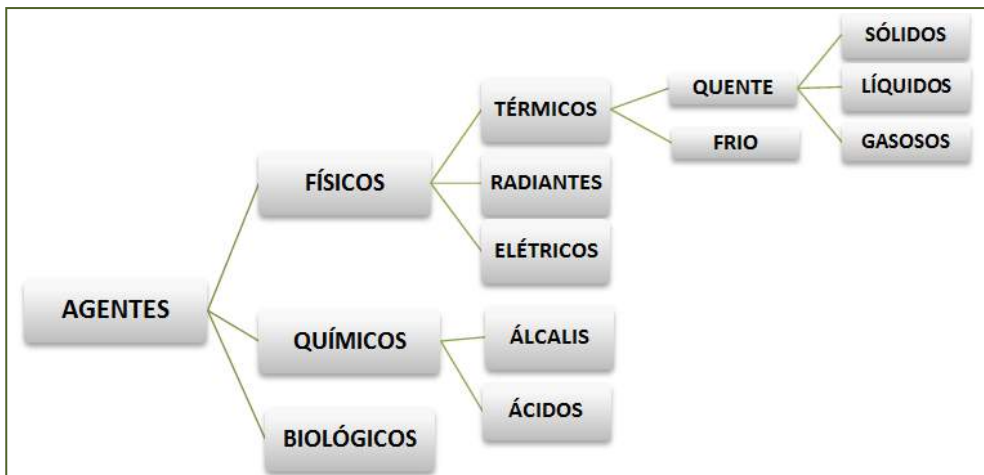 SÓLIDOS
TÉRMICOS
QUENTE
LÍQUIDOS
FRIO
GASOSOS
FÍSICOS
RADIANTES
ELÉTRICOS
AGENTES
QUÍMICOS
ÁLCALIS
ÁCIDOS
BIOLÓGICOS